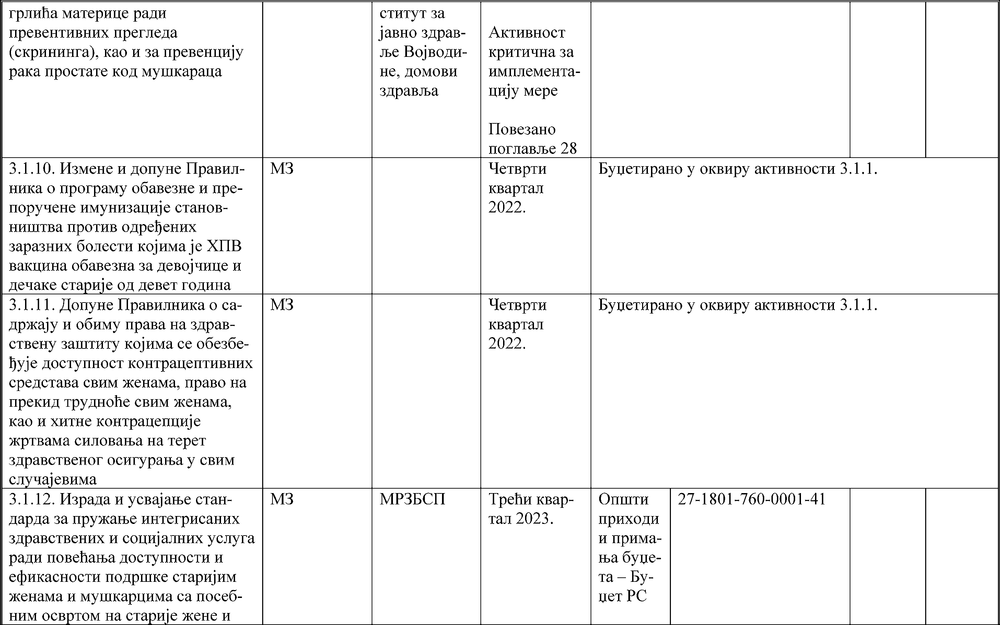 грлића материце ради
превентивних прегледа
(скрининга), као и за превенцију
рака простате код мушкараца
ститут за
јавно здрав-
ље Војводи-
не, домови
здравља
Активност
критична за
имплемента-
цију мере
Повезано
поглавље 28
3.1.10. Измене и допуне Правил-
ника о програму обавезне и пре-
поручене имунизације станов-
ништва против одређених
заразних болести којима је ХПВ
вакцина обавезна за девојчице и
дечаке старије од девет година
МЗ
Четврти
квартал
2022.
Буџетирано у оквиру активности 3.1.1.
3.1.11. Допуне Правилника о са-
држају и обиму права на здрав-
ствену заштиту којима се обезбе-
ђује доступност контрацептивних
средстава свим женама, право на
прекид трудноће свим женама,
као и хитне контрацепције
жртвама силовања на терет
здравственог осигурања у свим
случајевима
МЗ
Четврти
квартал
2022.
Буџетирано у оквиру активности 3.1.1.
3.1.12. Израда и усвајање стан-
дарда за пружање интегрисаних
здравствених и социјалних услуга
ради повећања доступности и
ефикасности подршке старијим
женама и мушкарцима са посеб-
ним освртом на старије жене и
МЗ
МРЗБСП
Трећи квар-
тал 2023.
Општи
приходи
и прима-
ња буџе-
та – Бу-
џет РС
27-1801-760-0001-41